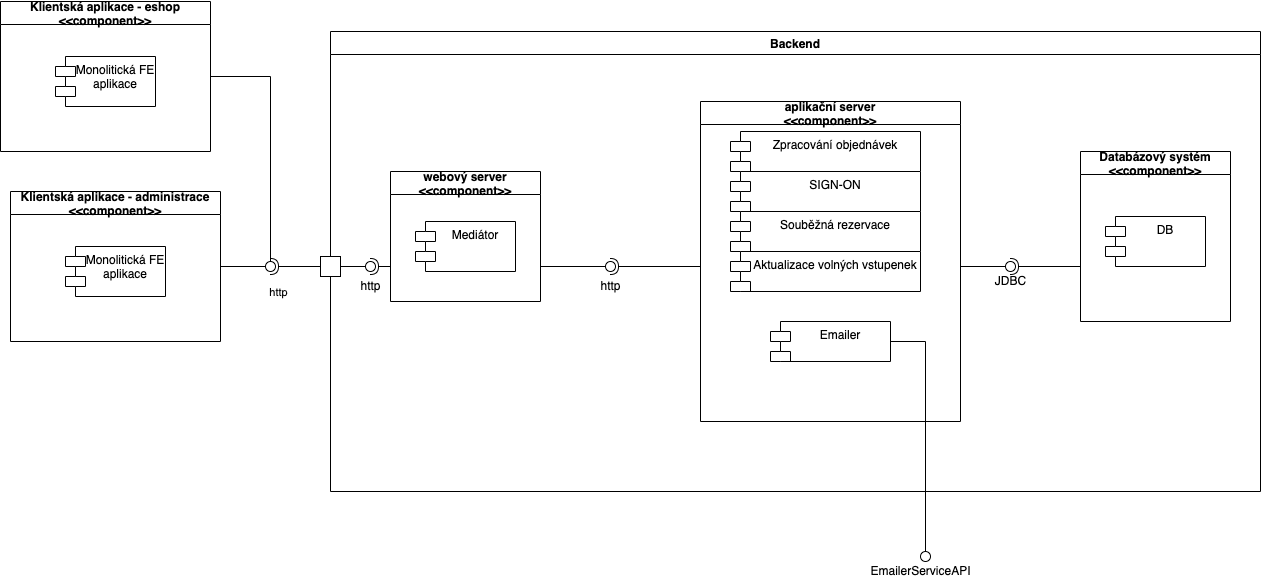 Klientská aplikace - eshop
<<component>>
Monolitická FE
aplikace
Klientská aplikace - administrace
<<component>>
Monolitická FE
aplikace
http
Backend
http
webový server
<<component>>
Mediátor
http
aplikační server
<<component>>
Zpracování objednávek
SIGN-ON
Souběžná rezervace
Aktualizace volných vstupenek
Emailer
JDBC
Databázový systém
<<component>>
DB
EmailerServiceAPI